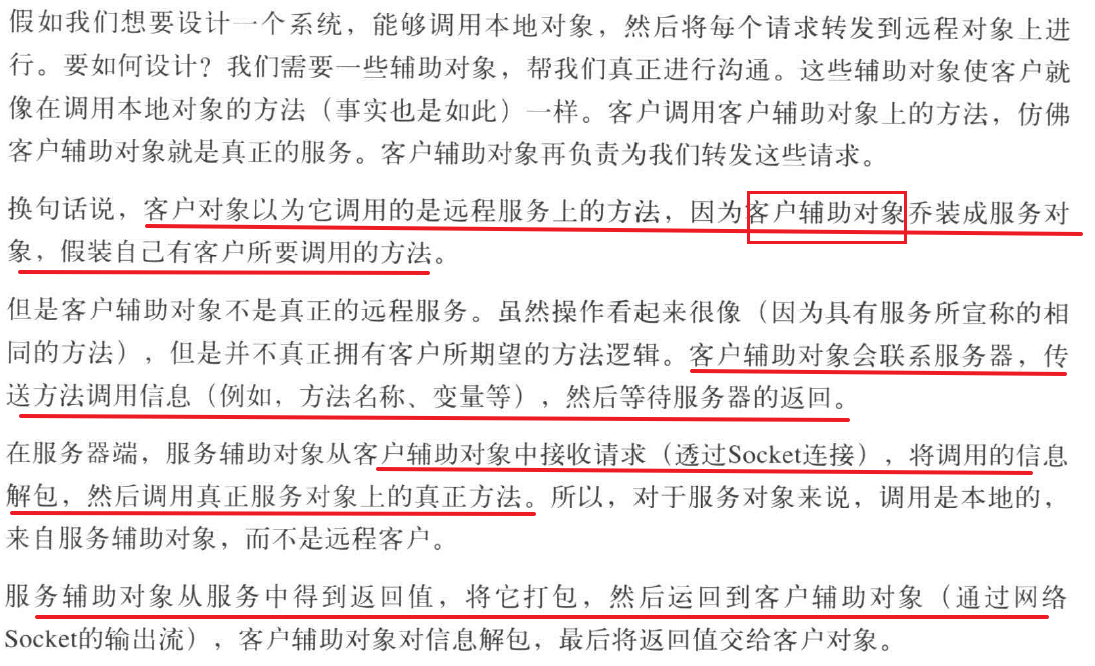 假如我们想要设计一个系统，能够调用本地对象，然后将每个请求转发到远程对象上进
行。要如何设计？我们需要一些辅助对象，帮我们真正进行沟通。这些辅助对象使客户就
像在调用本地对象的方法（事实也是如此）一样。客户调用客户辅助对象上的方法，仿佛
客户辅助对象就是真正的服务。客户辅助对象再负责为我们转发这些请求。
换句话说，客户对象以为它调用的是远程服务上的方法，因为客户辅助对象乔装成服务对
象，假装自己有客户所要调用的方法。
但是客户辅助对象不是真正的远程服务。虽然操作看起来很像（因为具有服务所宣称的相
同的方法），但是并不真正拥有客户所期望的方法逻辑。客户辅助对象会联系服务器，传
送方法调用信息（例如，方法名称、变量等），然后等待服务器的返回。
在服务器端，服务辅助对象从客户辅助对象中接收请求（透过Socket连接），将调用的信息
解包，然后调用真正服务对象上的真正方法。所以，对于服务对象来说，调用是本地的，
来自服务辅助对象，而不是远程客户。
服务辅助对象从服务中得到返回值，将它打包，然后运回到客户辅助对象（通过网络
Socket的输出流），客户辅助对象对信息解包，最后将返回值交给客户对象。